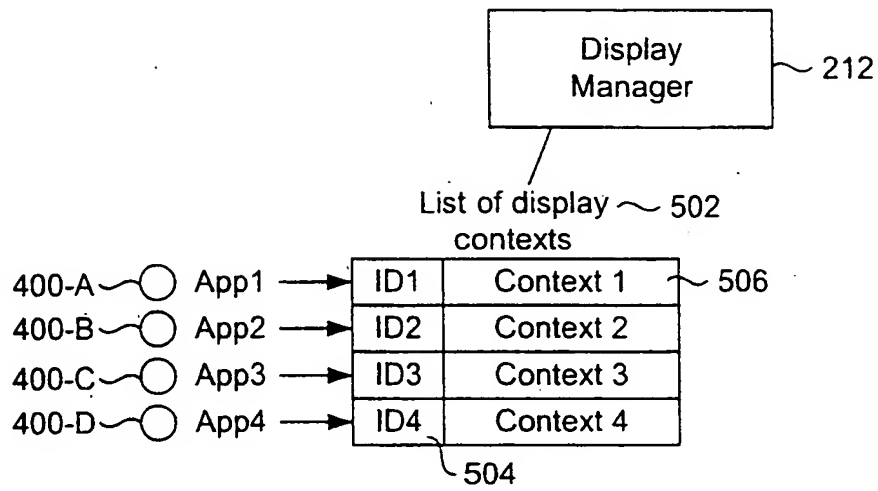 Display
Manager
212
List of display 502
contexts
400-A App1 ID1 Context 1 506
400-B App2 ID2 Context 2
400-C App3 ID3 Context 3
400-D App4 ID4 Context 4
504